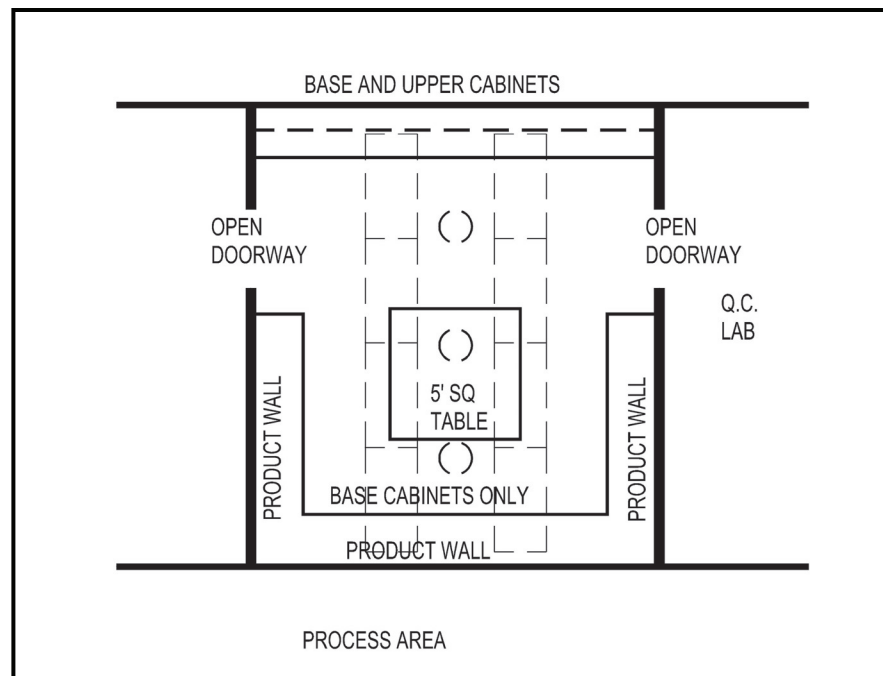 BASE AND UPPER CABINETS
OPEN
DOORWAY
OPEN
DOORWAY
Q.C.
LAB
5' SQ
TABLE
PRODUCT WALL
PRODUCT WALL
BASE CABINETS ONLY
PRODUCT WALL
PROCESS AREA